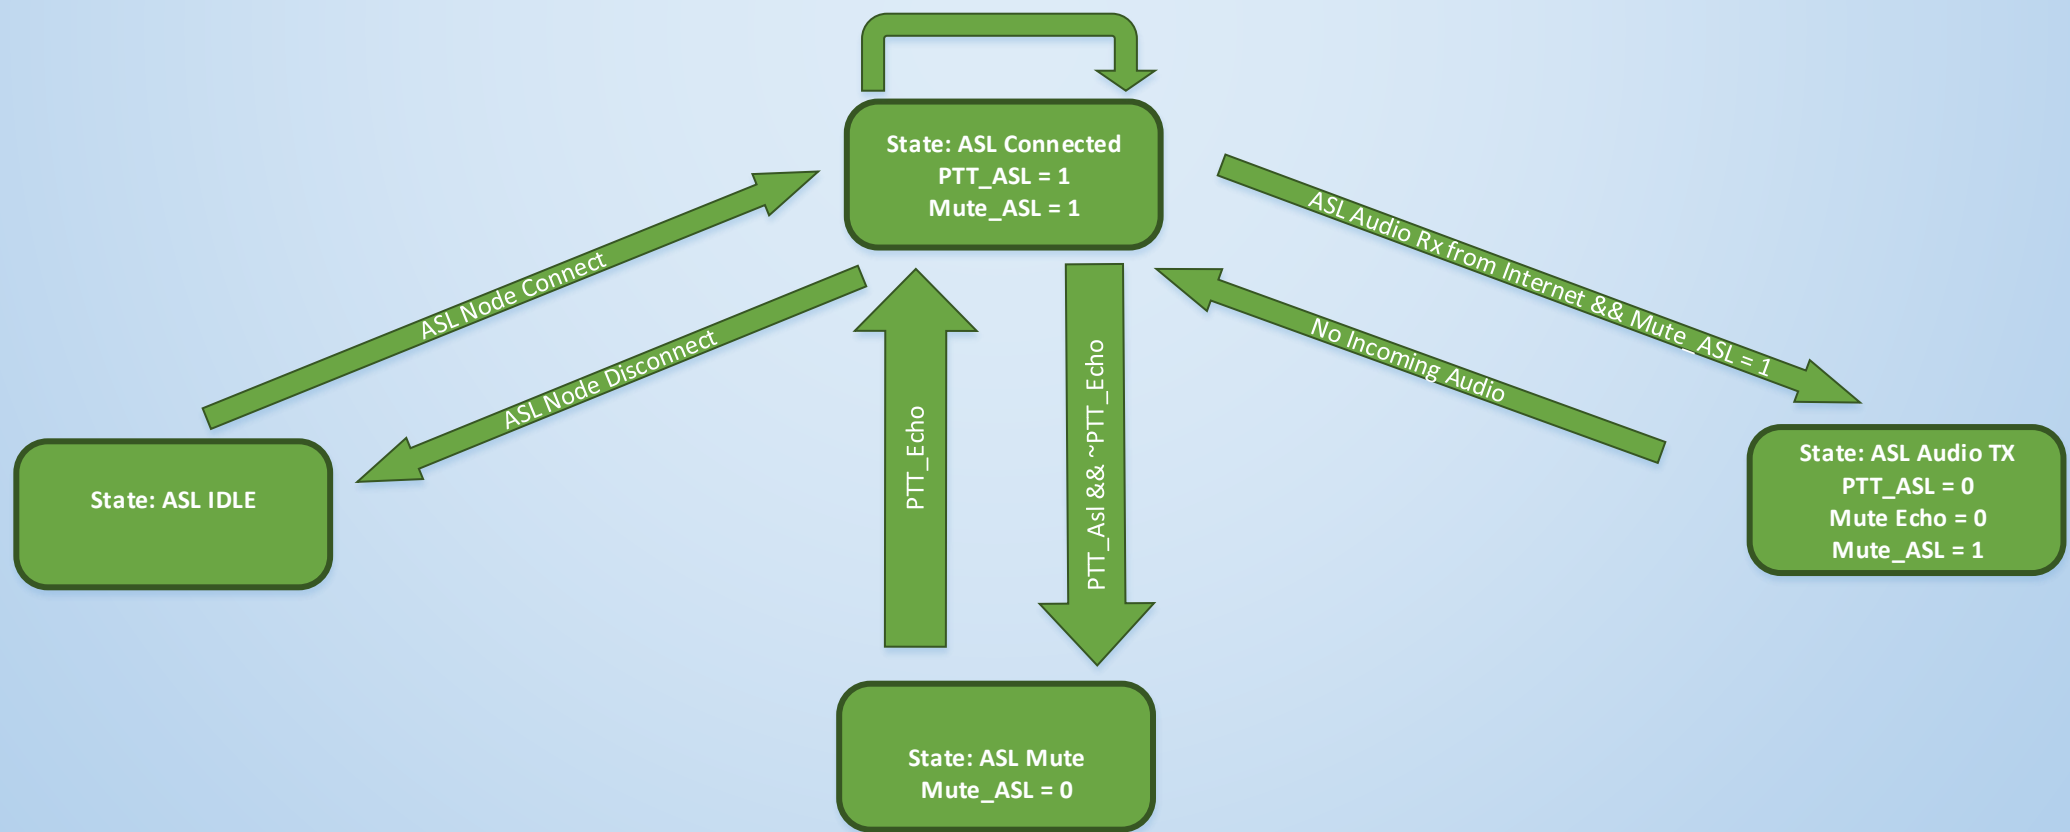 State: ASL Connected
PTT_ASL = 1
Mute_ASL = 1
ASL Node Connect
ASL Node Disconnect
PTT_Echo
PTT_Asl && ~PTT_Echo
ASL Audio Rx from Internet && Mute_ASL = 1
No Incoming Audio
State: ASL IDLE
State: ASL Audio TX
PTT_ASL = 0
Mute Echo = 0
Mute_ASL = 1
State: ASL Mute
Mute_ASL = 0